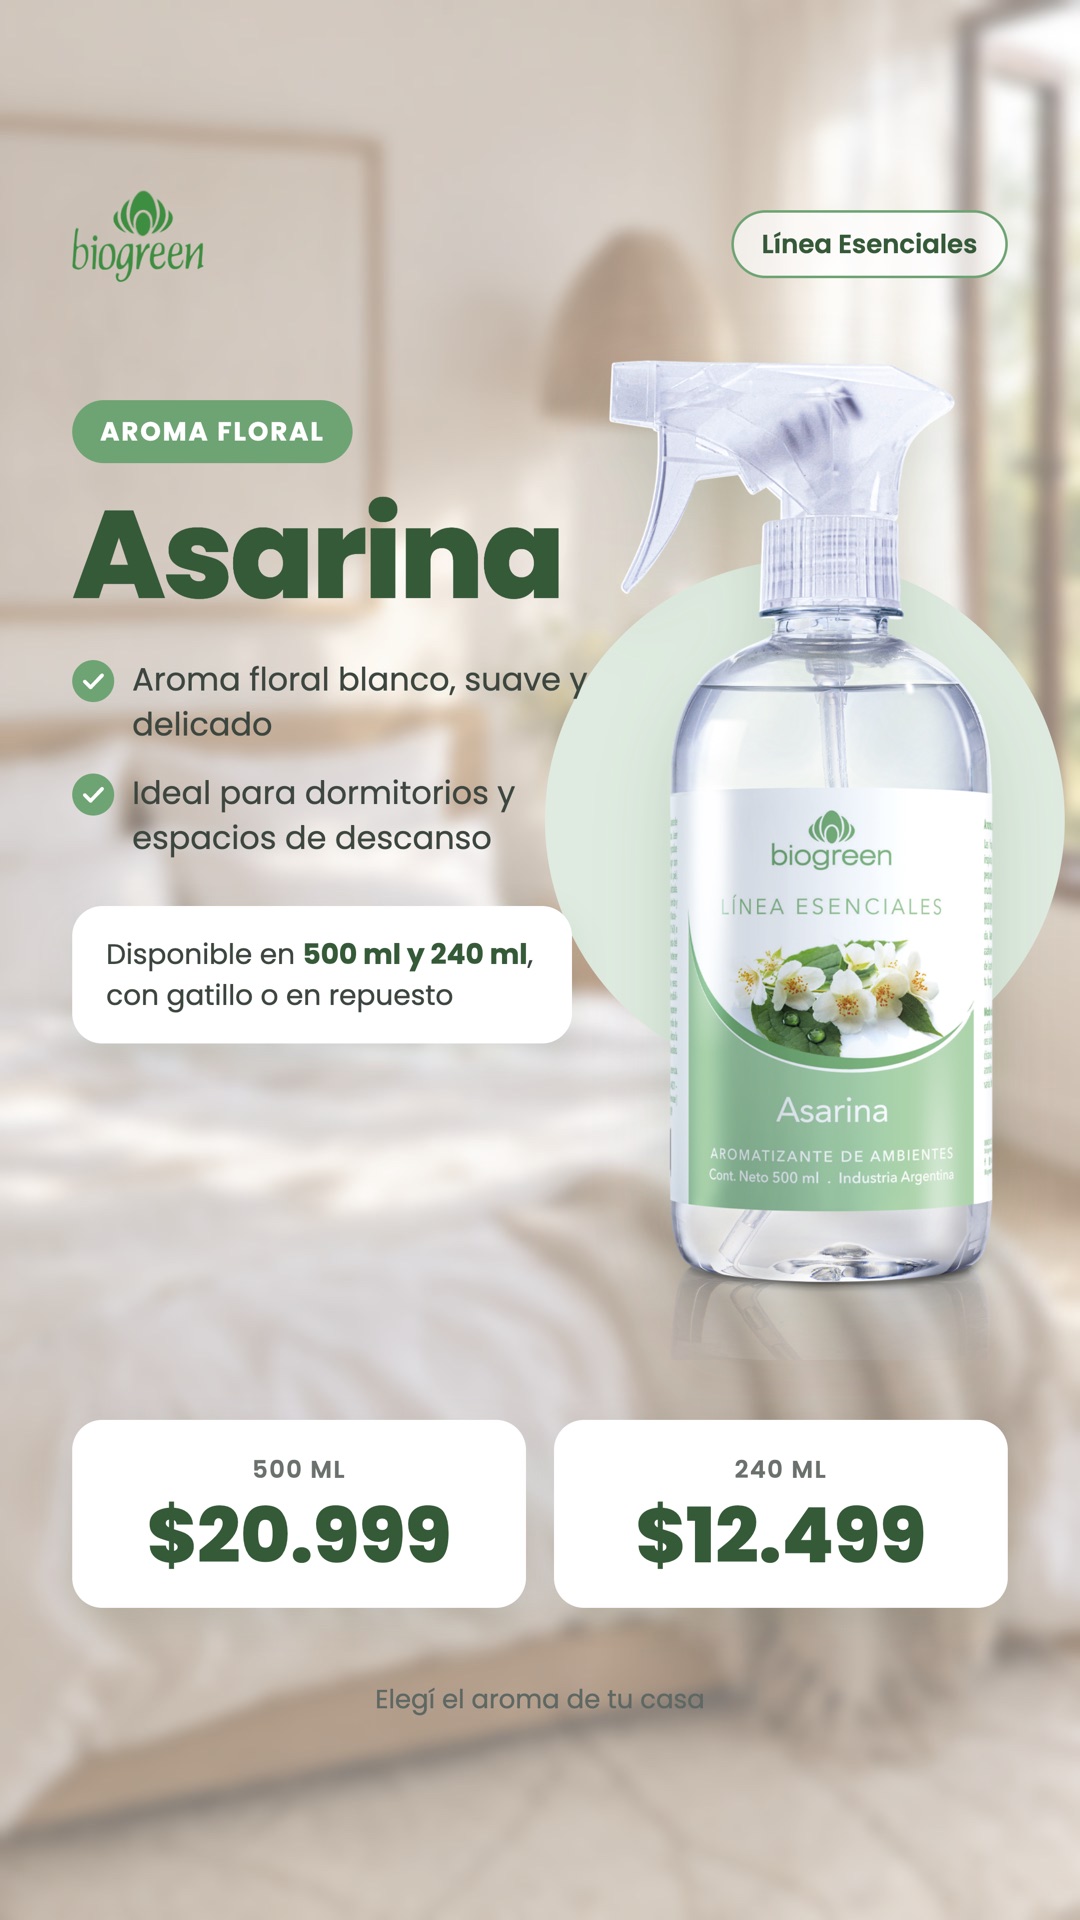 biogreen
Línea Esenciales
AROMA FLORAL
Asarina
Aroma floral blanco, suave y
delicado
Ideal para dormitorios y
espacios de descanso
Disponible en 500 ml y 240 ml,
con gatillo o en repuesto
biogreen
LÍNEA ESENCIALES
Asarina
AROMATIZANTE DE AMBIENTES
Cont. Neto 500 ml . Industria Argentina
500 ML
$20.999
240 ML
$12.499
Elegí el aroma de tu casa